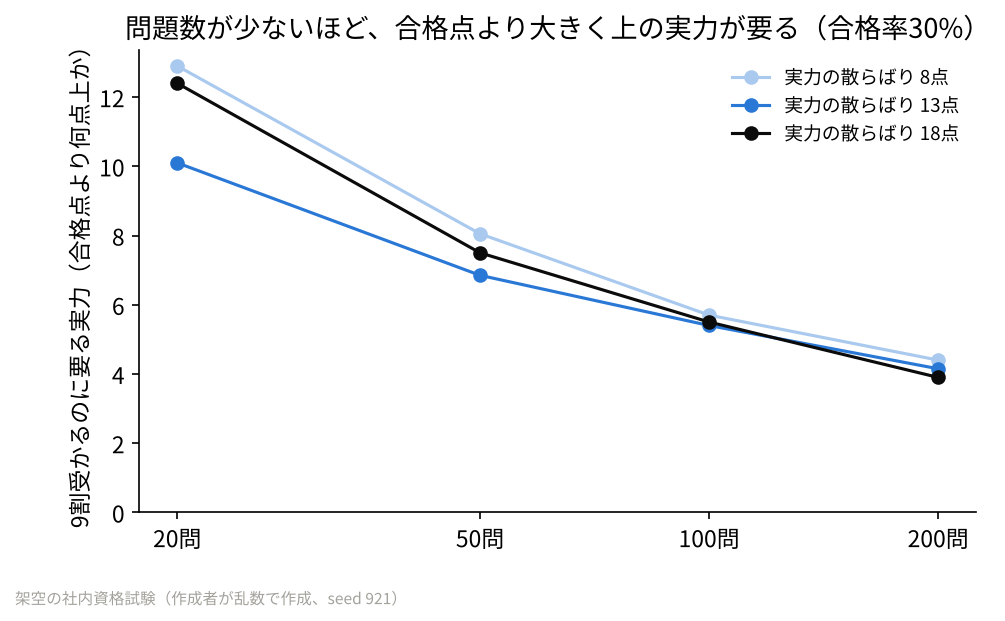 問題数が少ないほど、合格点より大きく上の実力が要る（合格率30%）
9割受かるのに要る実力（合格点より何点上か）
12
10
8
6
4
2
0
実力の散らばり 8点
実力の散らばり 13点
実力の散らばり 18点
20問
50問
100問
200問
架空の社内資格試験（作成者が乱数で作成、seed 921）